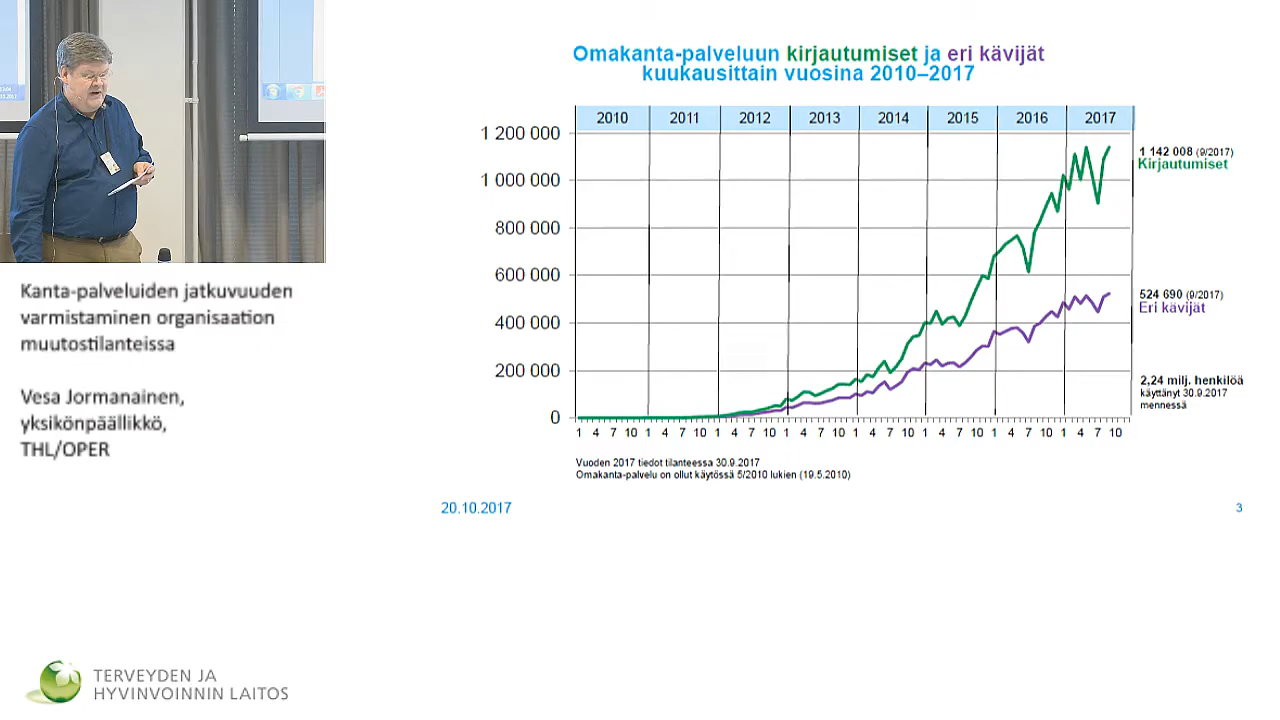 Kanta-palveluiden jatkuvuuden
varmistaminen organisaation
muutostilanteissa
Vesa Jormanainen,
yksikönpäällikkö,
THL/OPER
Omakanta-palveluun kirjautumiset ja eri kävijät
kuukausittain vuosina 2010–2017
2010 2011 2012 2013 2014 2015 2016 2017
1 200 000
1 000 000
800 000
600 000
400 000
200 000
0
1 4 7 10 1 4 7 10 1 4 7 10 1 4 7 10 1 4 7 10 1 4 7 10 1 4 7 10 1 4 7 10
1 142 008 (9/2017)
Kirjautumiset
524 690 (9/2017)
Eri kävijät
2,24 milj. henkilöä
käyttänyt 30.9.2017
mennessä
Vuoden 2017 tiedot tilanteessa 30.9.2017
Omakanta-palvelu on ollut käytössä 5/2010 lukien (19.5.2010)
20.10.2017
3
TERVEYDEN JA
HYVINVOINNIN LAITOS